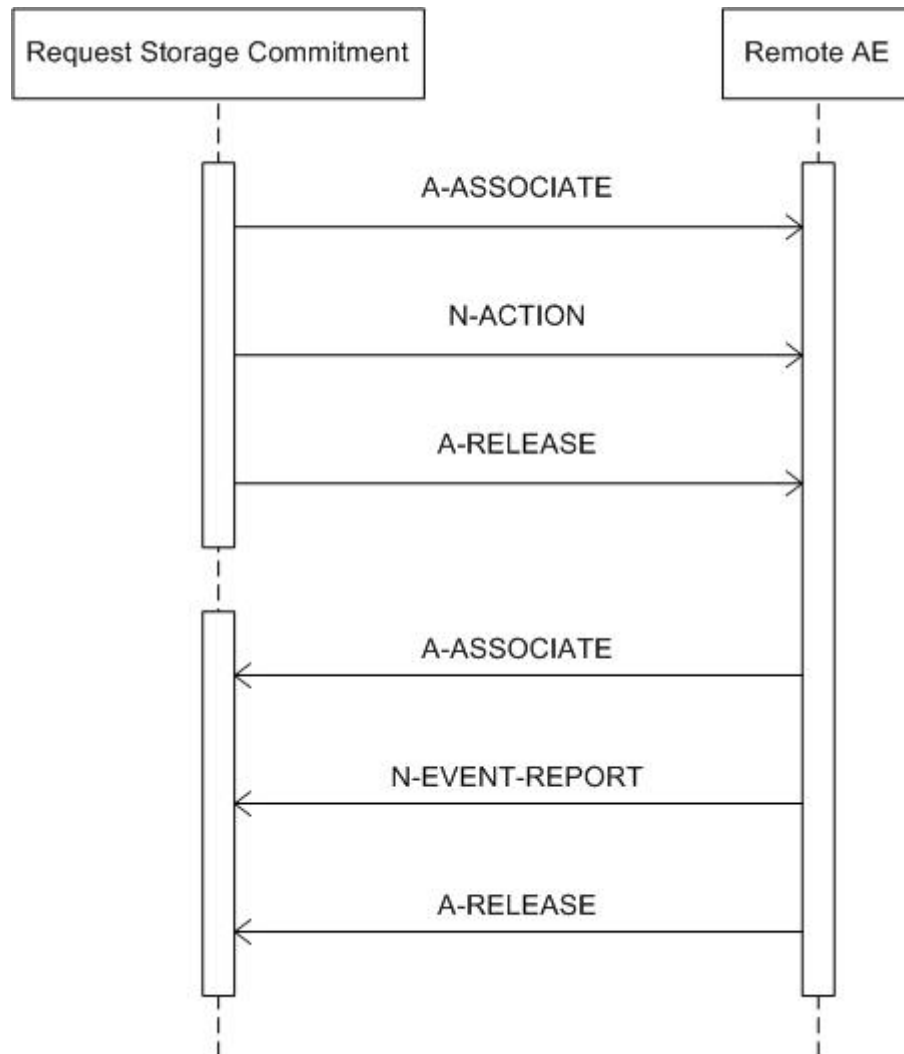 Request Storage Commitment
Remote AE
A-ASSOCIATE
N-ACTION
A-RELEASE
A-ASSOCIATE
N-EVENT-REPORT
A-RELEASE